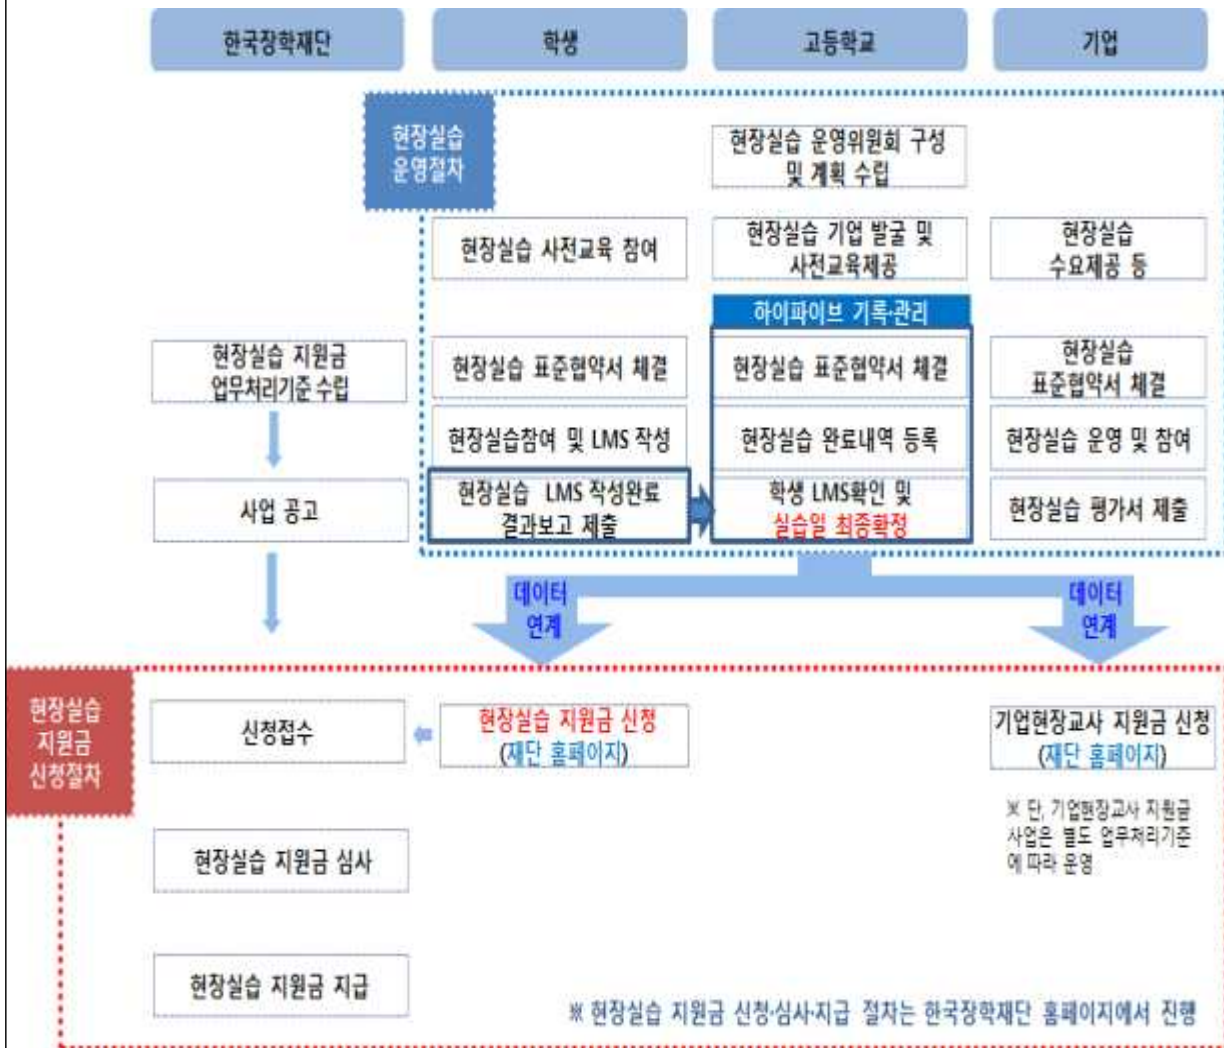 한국장학재단
학생
고등학교
기업
현장실습
운영절차
현장실습 운영위원회 구성
및 계획 수립
현장실습 사전교육 참여
현장실습 기업 발굴 및
사전교육제공
현장실습
수요제공 등
하이파이브 기록·관리
현장실습 지원금
업무처리기준 수립
현장실습 표준협약서 체결
현장실습 표준협약서 체결
현장실습
표준협약서 체결
현장실습참여 및 LMS 작성
현장실습 완료내역 등록
현장실습 운영 및 참여
사업 공고
현장실습 LMS 작성완료
결과보고 제출
학생 LMS확인 및
실습일 최종확정
현장실습 평가서 제출
데이터
연계
데이터
연계
현장실습
지원금
신청절차
신청접수
현장실습 지원금 신청
(재단 홈페이지)
기업현장교사 지원금 신청
(재단 홈페이지)
※ 단, 기업현장교사 지원금
사업은 별도 업무처리기준
에 따라 운영
현장실습 지원금 심사
현장실습 지원금 지급
※ 현장실습 지원금 신청·심사·지급 절차는 한국장학재단 홈페이지에서 진행